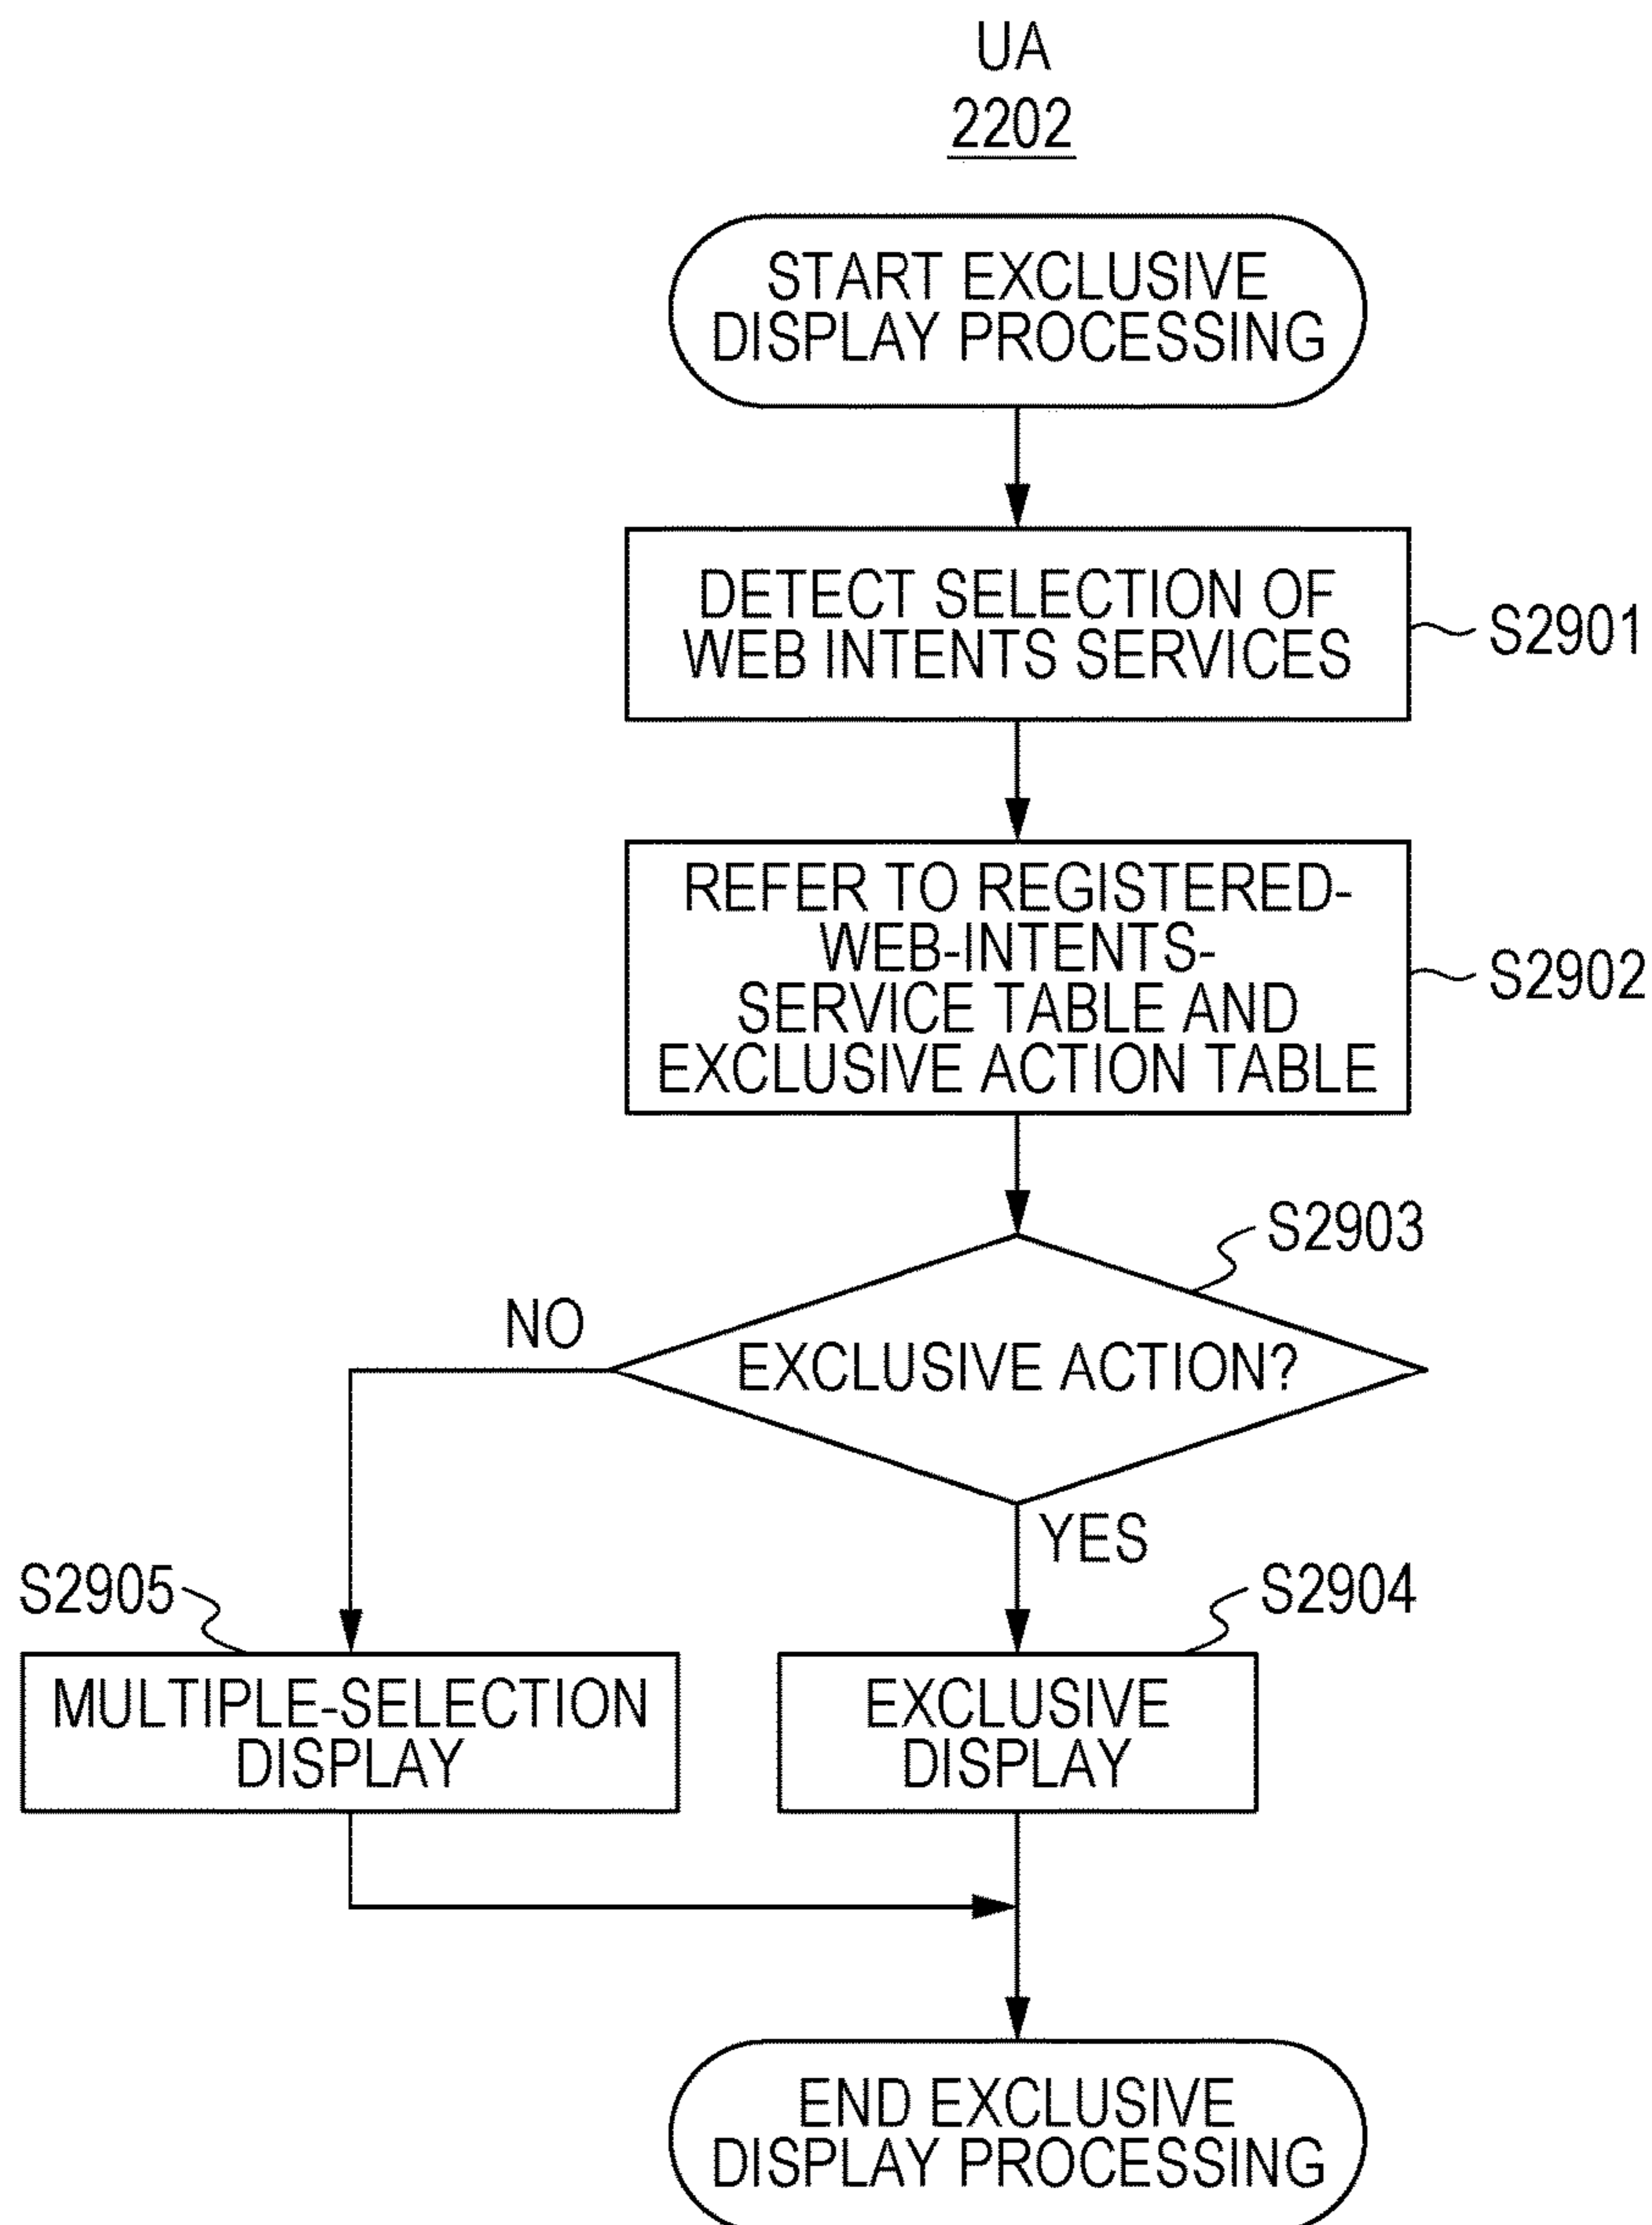 UA
2202
START EXCLUSIVE
DISPLAY PROCESSING
DETECT SELECTION OF
WEB INTENTS SERVICES
S2901
REFER TO REGISTERED-
WEB-INTENTS-
SERVICE TABLE AND
EXCLUSIVE ACTION TABLE
S2902
S2903
NO
EXCLUSIVE ACTION?
YES
S2905
S2904
MULTIPLE-SELECTION
DISPLAY
EXCLUSIVE
DISPLAY
END EXCLUSIVE
DISPLAY PROCESSING